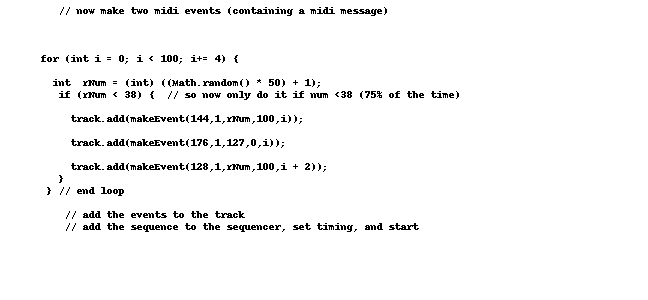 // now make two midi events (containing a midi message)
for (int i = 0; i < 100; i+= 4) {
int  rNum = (int) ((Math.random() * 50) + 1);
if (rNum < 38) {  // so now only do it if num <38 (75% of the time)
track.add(makeEvent(144,1,rNum,100,i));
track.add(makeEvent(176,1,127,0,i));
track.add(makeEvent(128,1,rNum,100,i + 2));
}
} // end loop
// add the events to the track
// add the sequence to the sequencer, set timing, and start